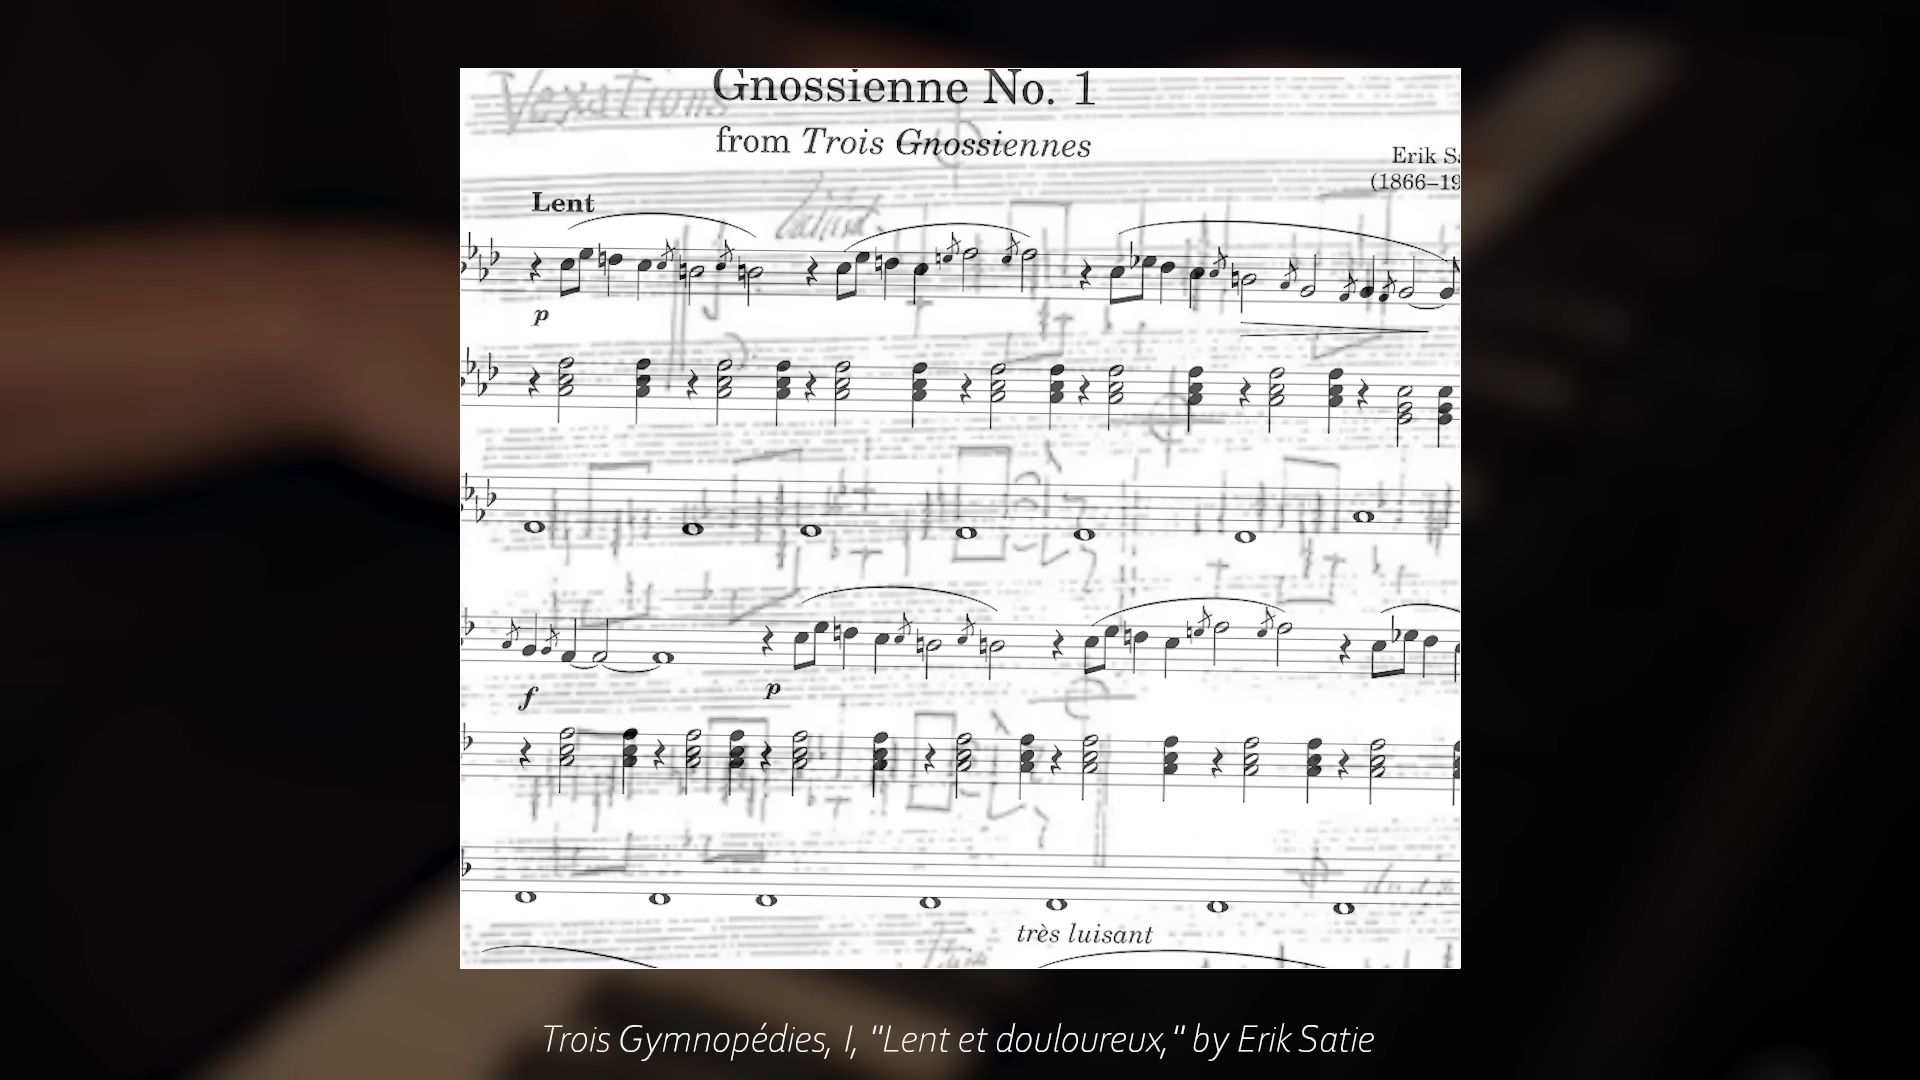 Vexations
Gnossienne No. 1
from Trois Gnossiennes
Erik Sa
(1866–19
Lent
p
f
p
très luisant
Trois Gymnopédies, I, "Lent et douloureux," by Erik Satie